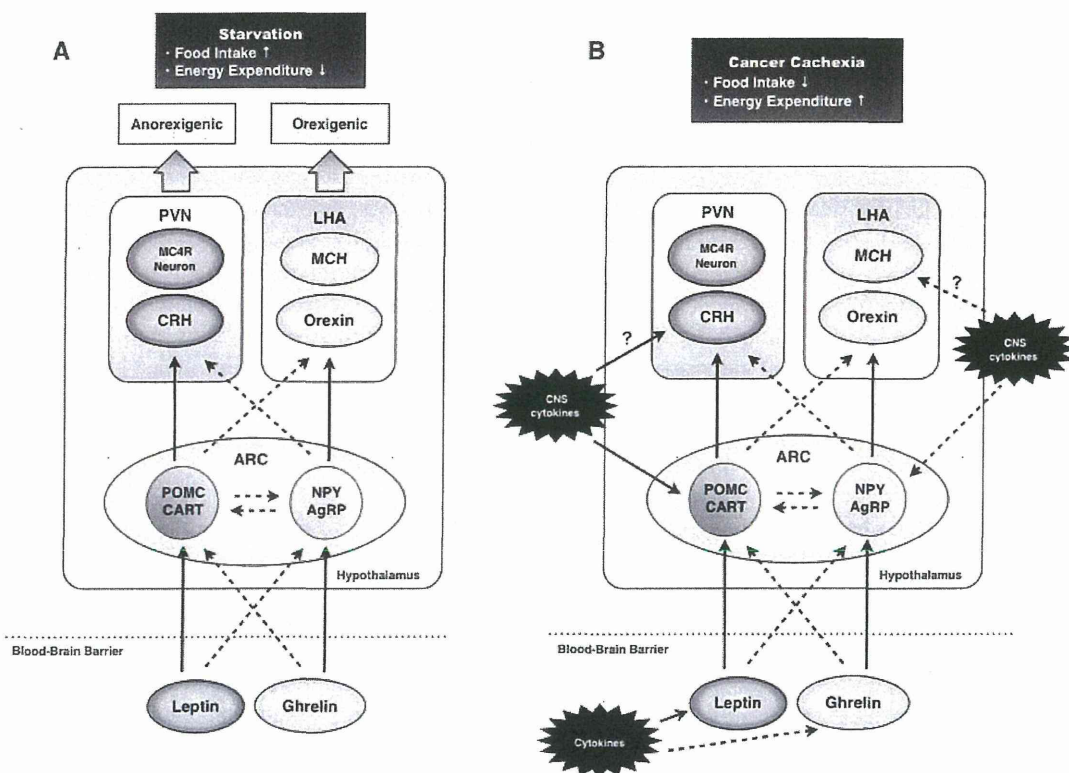 A
Starvation
· Food Intake ↑
· Energy Expenditure ↓
Anorexigenic
Orexigenic
PVN
MC4R
Neuron
CRH
LHA
MCH
Orexin
ARC
POMC
CART
NPY
AgRP
Hypothalamus
Blood-Brain Barrier
Leptin
Ghrelin
B
Cancer Cachexia
· Food Intake ↓
· Energy Expenditure ↑
PVN
MC4R
Neuron
CRH
LHA
MCH
Orexin
?
?
CNS
cytokines
CNS
cytokines
ARC
POMC
CART
NPY
AgRP
Hypothalamus
Blood-Brain Barrier
Leptin
Ghrelin
Cytokines